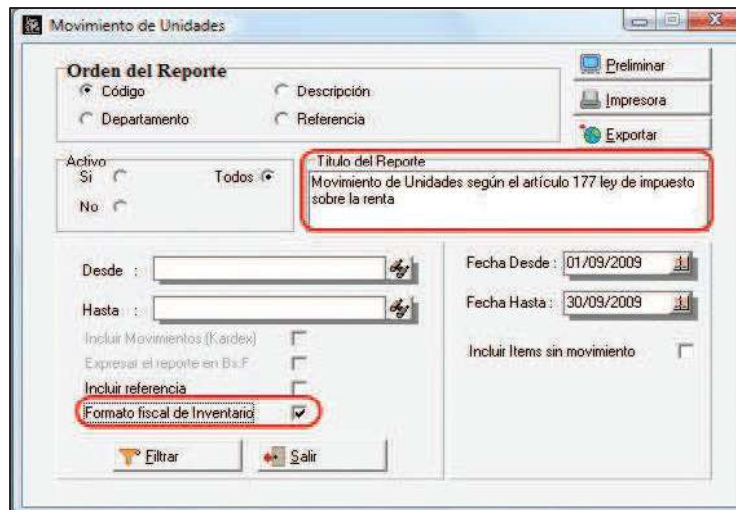 Movimiento de Unidades
Orden del Reporte
Código
Descripción
Departamento
Referencia
Preliminar
Impresora
Exportar
Activo
Si
Todos
No
Titulo del Reporte
Movimiento de Unidades según el artículo 177 ley de impuesto
sobre la renta
Desde :
Hasta :
Incluir Movimientos (Kardex)
Expresar el reporte en Bs.F
Incluir referencia
Formato fiscal de Inventario
Fecha Desde : 01/09/2009
Fecha Hasta : 30/09/2009
Incluir Items sin movimiento
Filtrar
Salir